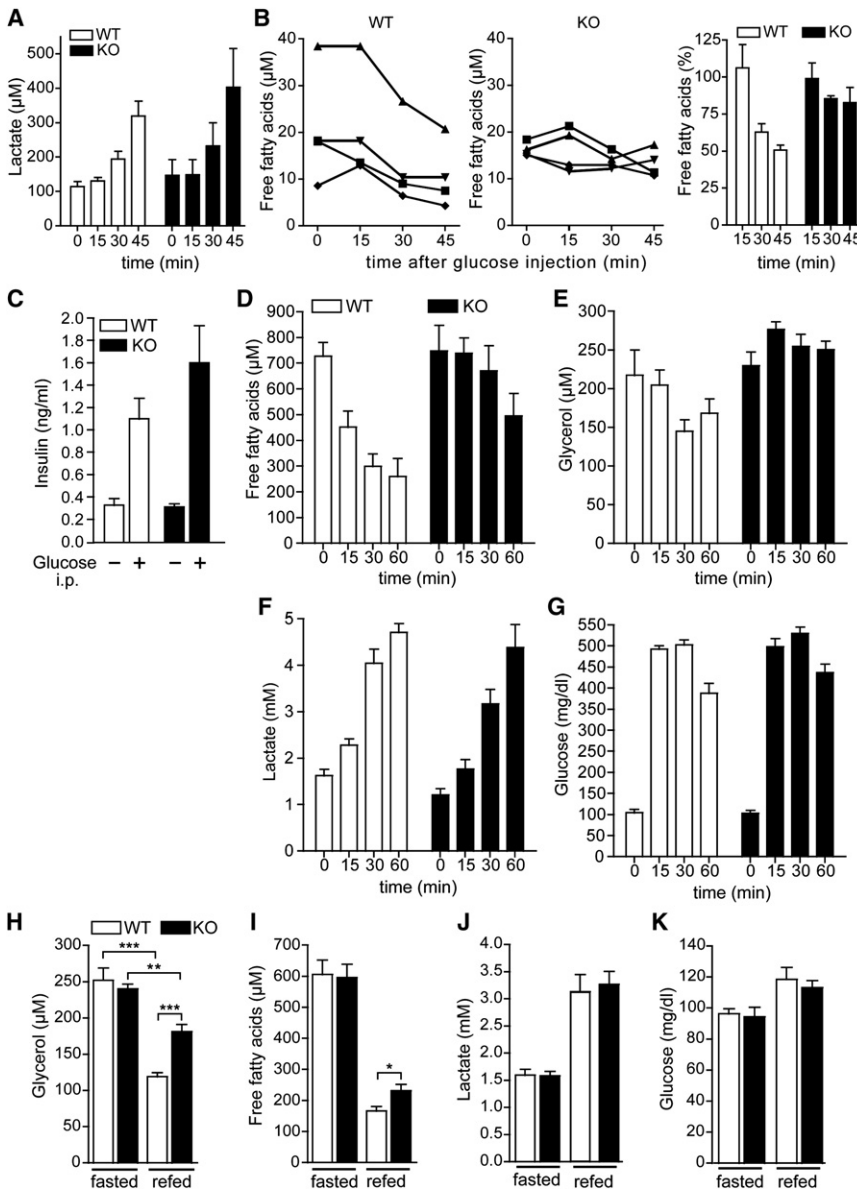 A
WT
KO
Lactate (µM)
500
400
300
200
100
0
0 15 30 45 0 15 30 45
time (min)
B
WT
Free fatty acids (µM)
40
30
20
10
0
0 15 30 45
KO
Free fatty acids (µM)
40
30
20
10
0
0 15 30 45
time after glucose injection (min)
WT KO
Free fatty acids (%)
125
100
75
50
25
0
15 30 45 15 30 45
time (min)
C
WT
KO
Insulin (ng/ml)
2.0
1.8
1.6
1.4
1.2
1.0
0.8
0.6
0.4
0.2
0.0
Glucose i.p. – + – +
D
WT KO
Free fatty acids (µM)
900
800
700
600
500
400
300
200
100
0
0 15 30 60 0 15 30 60
time (min)
E
Glycerol (µM)
300
250
200
150
100
50
0
0 15 30 60 0 15 30 60
time (min)
F
Lactate (mM)
5
4
3
2
1
0
0 15 30 60 0 15 30 60
time (min)
G
Glucose (mg/dl)
550
500
450
400
350
300
250
200
150
100
50
0
0 15 30 60 0 15 30 60
time (min)
H
WT KO
Glycerol (µM)
300
250
200
150
100
50
0
***
**
***
fasted refed
I
Free fatty acids (µM)
700
600
500
400
300
200
100
0
*
fasted refed
J
Lactate (mM)
4.0
3.5
3.0
2.5
2.0
1.5
1.0
0.5
0.0
fasted refed
K
Glucose (mg/dl)
140
120
100
80
60
40
20
0
fasted refed